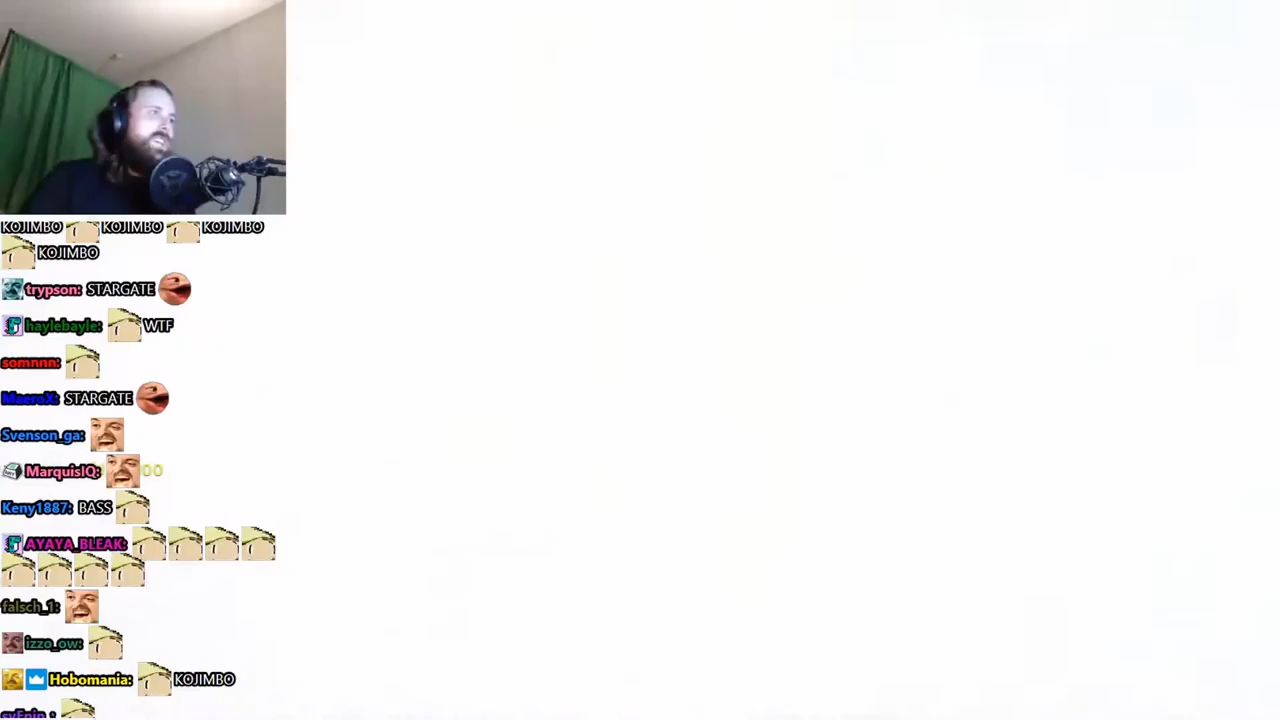 KOJIMBO KOJIMBO KOJIMBO
KOJIMBO
trypson: STARGATE
haylebayle: WTF
somnnn:
MaeroX: STARGATE
Svenson_ga:
MarquisIQ:
Keny1887: BASS
AYAYA_BLEAK:
falsch_1:
izzo_ow:
Hobomania: KOJIMBO